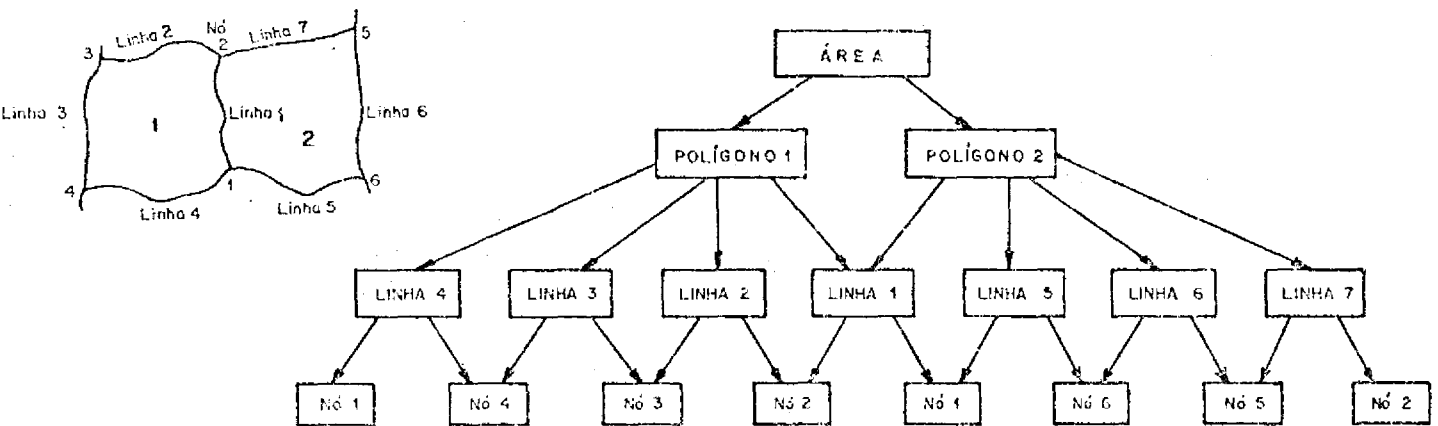 Linha 2
Nó
2
Linha 7
5
3
Linha 3
1
Linha 1
2
Linha 6
4
1
6
Linha 4
Linha 5
ÁREA
POLÍGONO 1
POLÍGONO 2
LINHA 4
LINHA 3
LINHA 2
LINHA 1
LINHA 5
LINHA 6
LINHA 7
Nó 1
Nó 4
Nó 3
Nó 2
Nó 1
Nó 6
Nó 5
Nó 2